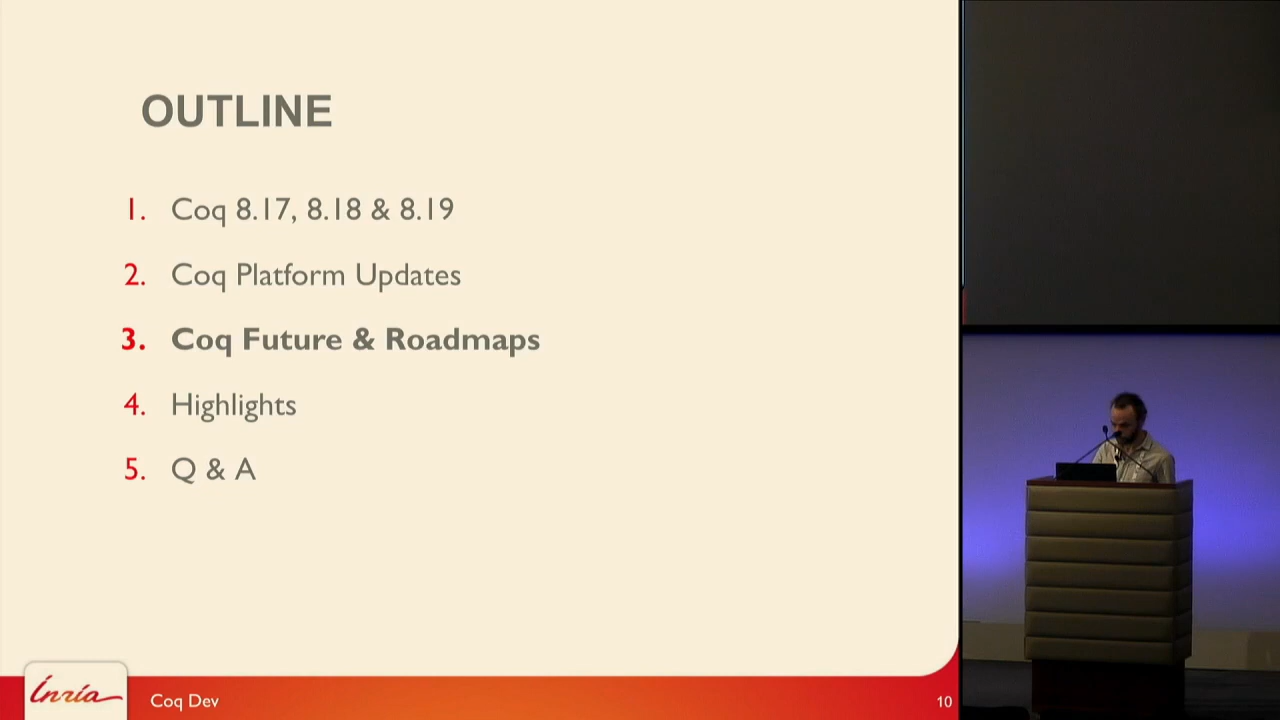 OUTLINE
1. Coq 8.17, 8.18 & 8.19
2. Coq Platform Updates
3. Coq Future & Roadmaps
4. Highlights
5. Q & A
Inria
Coq Dev
10